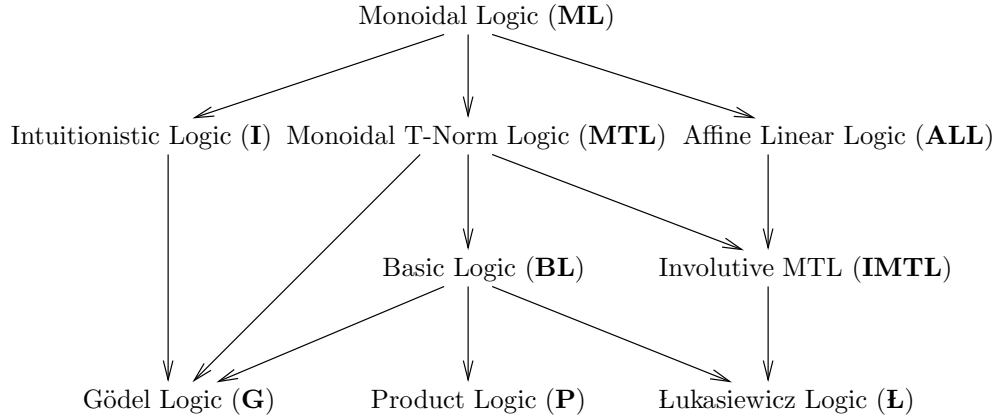 Monoidal Logic (ML)
Intuitionistic Logic (I) Monoidal T-Norm Logic (MTL) Affine Linear Logic (ALL)
Basic Logic (BL) Involutive MTL (IMTL)
Gödel Logic (G) Product Logic (P) Łukasiewicz Logic (Ł)